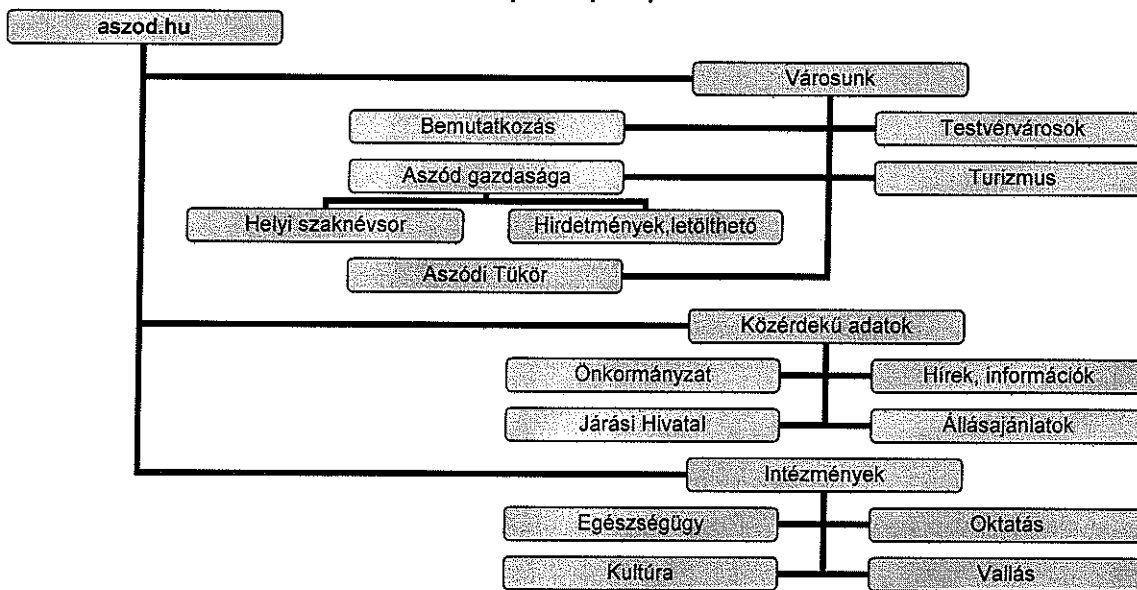 aszod.hu
Városunk
Bemutatkozás
Testvérvárosok
Aszód gazdasága
Turizmus
Helyi szaknévsor
Hirdetmények,letölthető
Aszódi Tükör
Közérdekű adatok
Önkormányzat
Hírek, információk
Járási Hivatal
Állásajánlatok
Intézmények
Egészségügy
Oktatás
Kultúra
Vallás